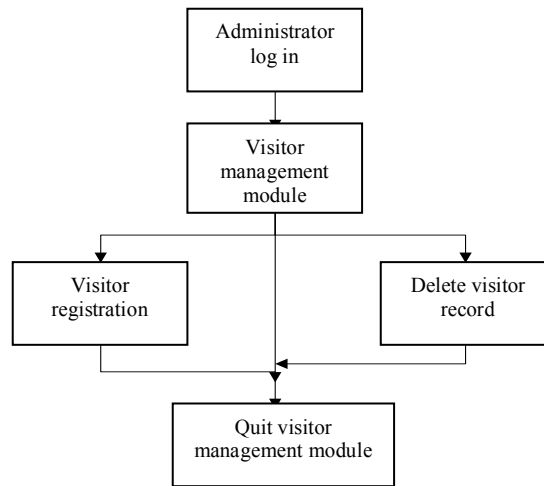 Administrator
log in
Visitor
management
module
Visitor
registration
Delete visitor
record
Quit visitor
management module